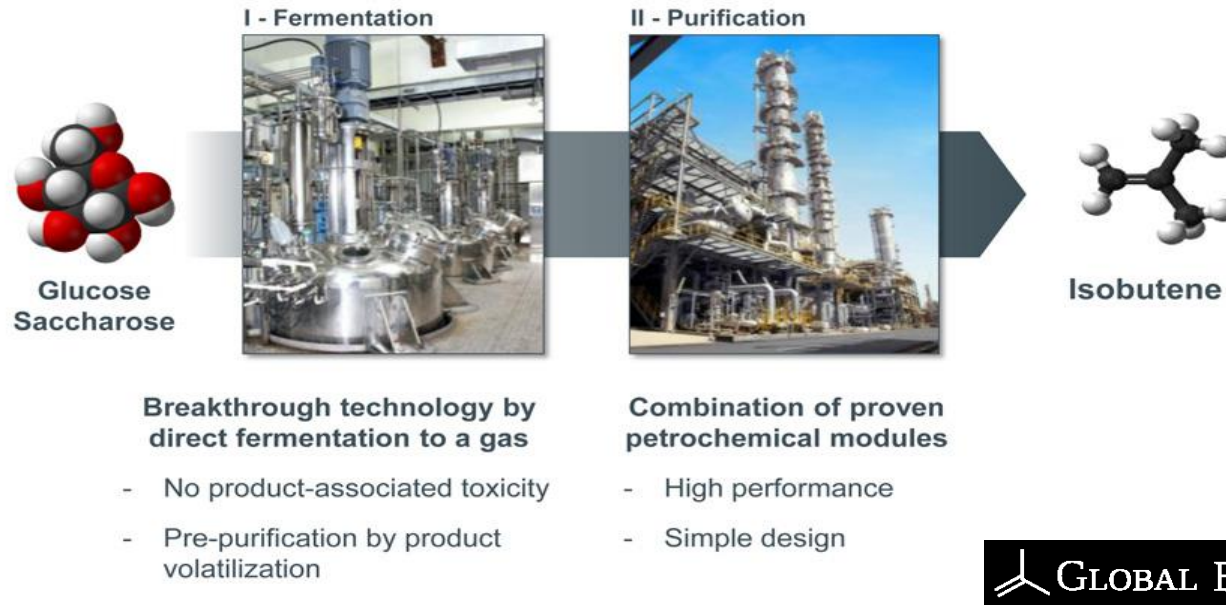 I - Fermentation
II - Purification
Glucose
Saccharose
Isobutene
Breakthrough technology by
direct fermentation to a gas
- No product-associated toxicity
- Pre-purification by product
volatilization
Combination of proven
petrochemical modules
- High performance
- Simple design
GLOBAL